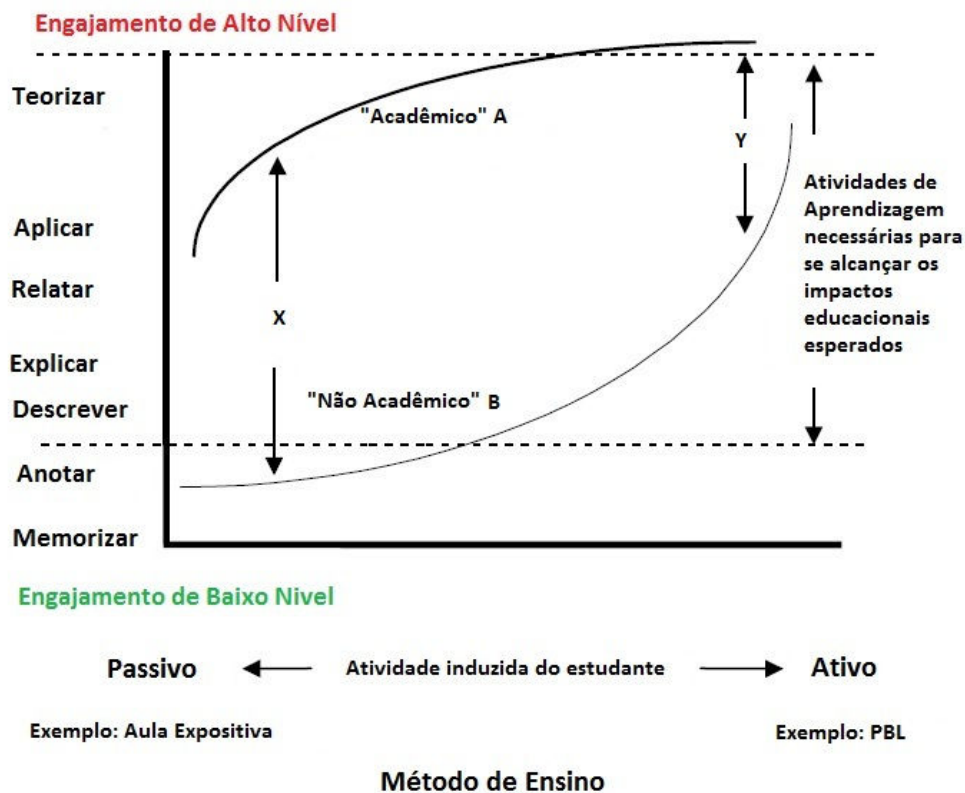 Engajamento de Alto Nível
Teorizar
"Acadêmico" A
Y
Atividades de
Aprendizagem
necessárias para
se alcançar os
impactos
educacionais
esperados
Aplicar
Relatar
X
Explicar
"Não Acadêmico" B
Descrever
Anotar
Memorizar
Engajamento de Baixo Nivel
Passivo
Atividade induzida do estudante
Ativo
Exemplo: Aula Expositiva
Exemplo: PBL
Método de Ensino